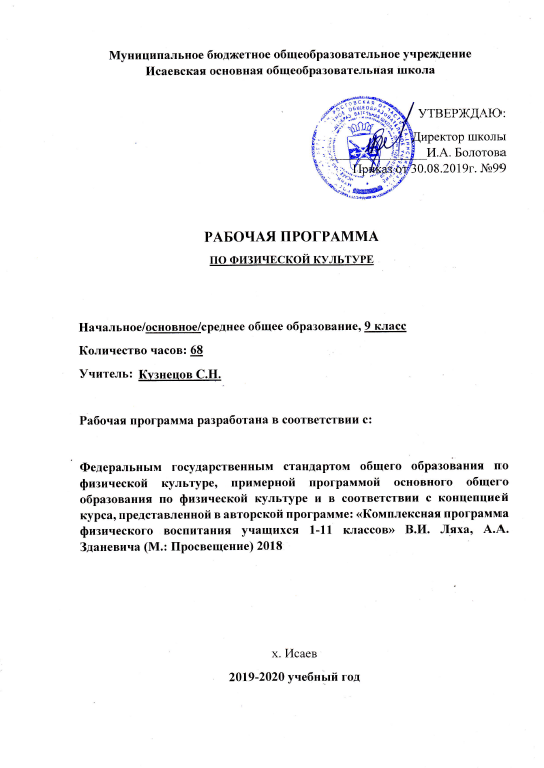 Муниципальное бюджетное общеобразовательное учреждение
Исаевская основная общеобразовательная школа
УТВЕРЖДАЮ:
Директор школы
И.А. Болотова
Приказ от 30.08.2019г. №99
РАБОЧАЯ ПРОГРАММА
ПО ФИЗИЧЕСКОЙ КУЛЬТУРЕ
Начальное/основное/среднее общее образование, 9 класс
Количество часов: 68
Учитель: Кузнецов С.Н.
Рабочая программа разработана в соответствии с:
Федеральным государственным стандартом общего образования по
физической культуре, примерной программой основного общего
образования по физической культуре и в соответствии с концепцией
курса, представленной в авторской программе: «Комплексная программа
физического воспитания учащихся 1-11 классов» В.И. Ляха, А.А.
Зданевича (М.: Просвещение) 2018
х. Исаев
2019-2020 учебный год